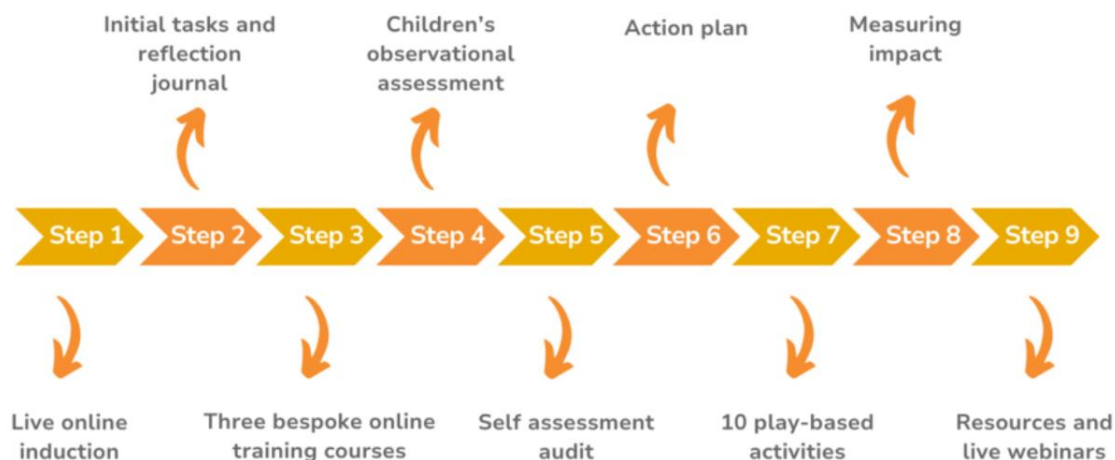 Initial tasks and
reflection
journal
Children's
observational
assessment
Action plan
Measuring
impact
Step 1
Step 2
Step 3
Step 4
Step 5
Step 6
Step 7
Step 8
Step 9
Live online
induction
Three bespoke online
training courses
Self assessment
audit
10 play-based
activities
Resources and
live webinars